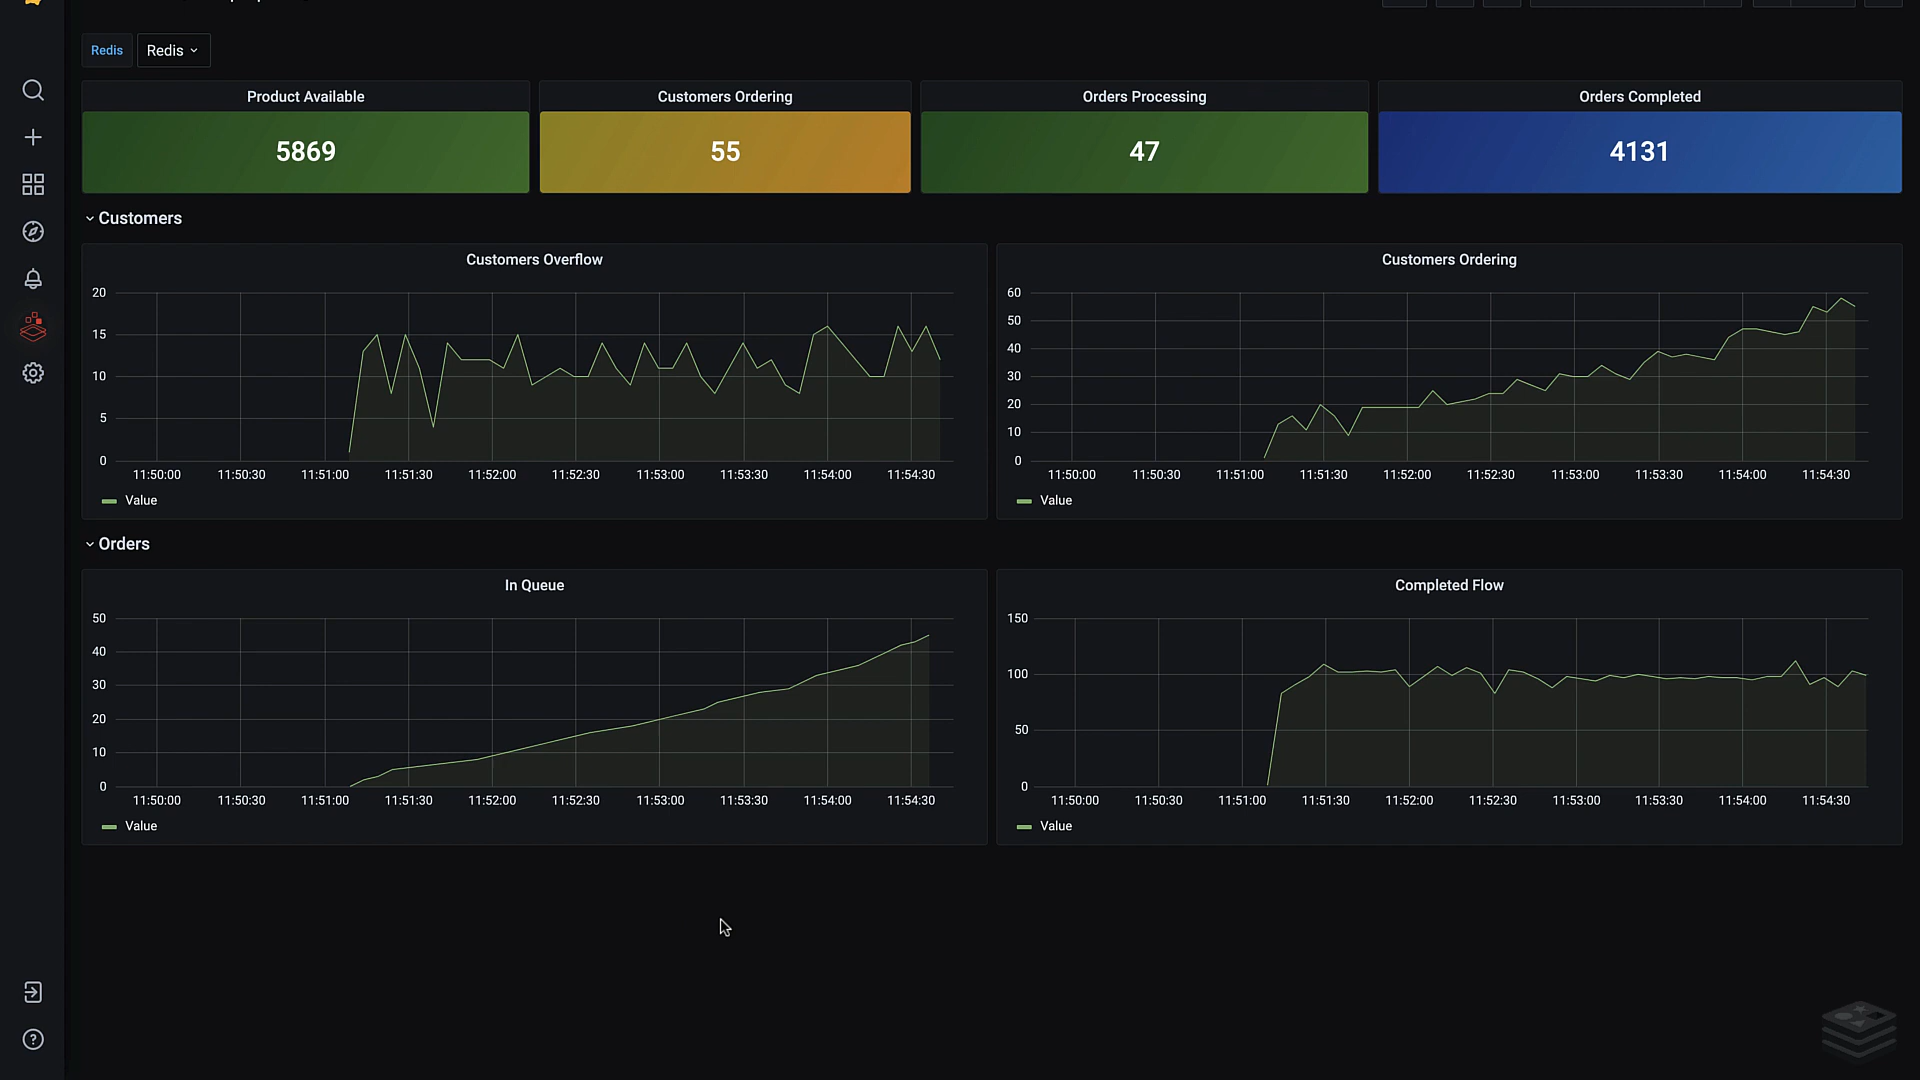 Redis Redis
Product Available Customers Ordering Orders Processing Orders Completed
5869 55 47 4131
Customers
Customers Overflow
20
15
10
5
0
11:50:00 11:50:30 11:51:00 11:51:30 11:52:00 11:52:30 11:53:00 11:53:30 11:54:00 11:54:30
Value
Customers Ordering
60
50
40
30
20
10
0
11:50:00 11:50:30 11:51:00 11:51:30 11:52:00 11:52:30 11:53:00 11:53:30 11:54:00 11:54:30
Value
Orders
In Queue
50
40
30
20
10
0
11:50:00 11:50:30 11:51:00 11:51:30 11:52:00 11:52:30 11:53:00 11:53:30 11:54:00 11:54:30
Value
Completed Flow
150
100
50
0
11:50:00 11:50:30 11:51:00 11:51:30 11:52:00 11:52:30 11:53:00 11:53:30 11:54:00 11:54:30
Value